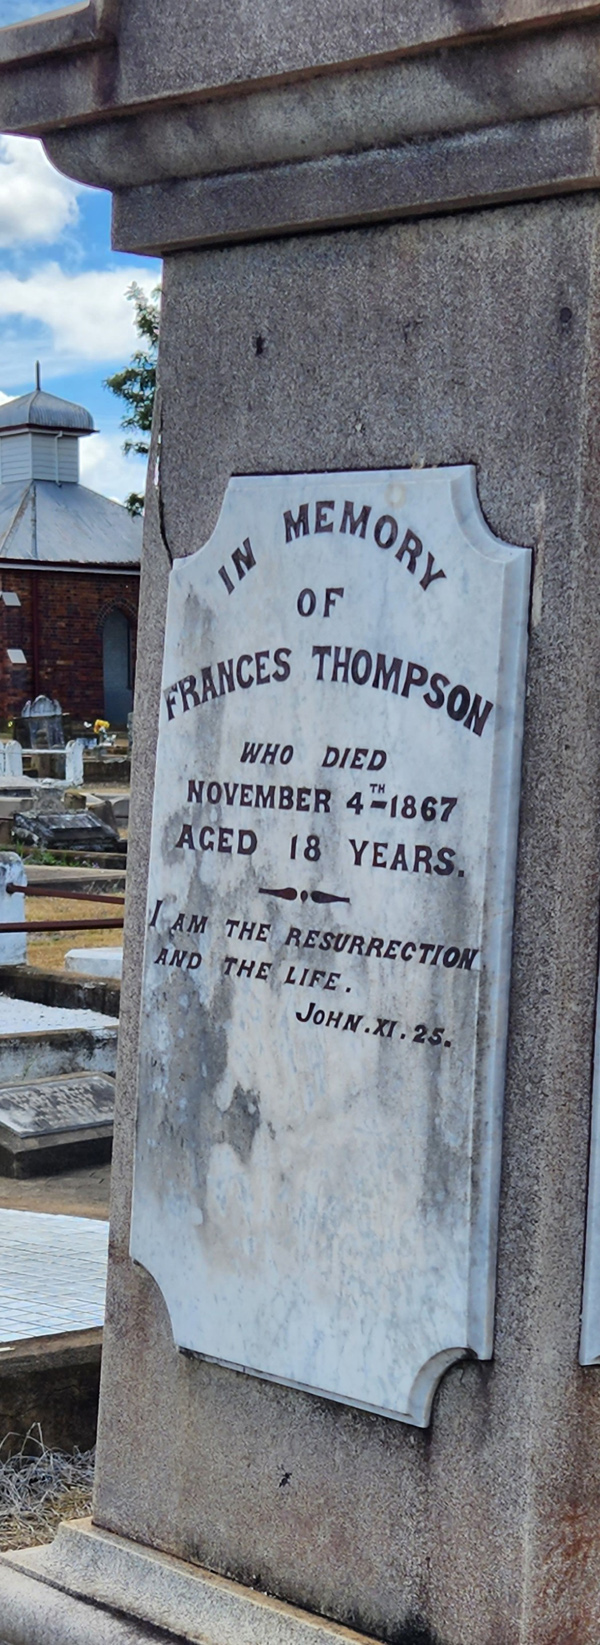 IN MEMORY
OF
FRANCES THOMPSON
WHO DIED
NOVEMBER 4TH 1867
AGED 18 YEARS.
I AM THE RESURRECTION
AND THE LIFE.
JOHN.XI.25.